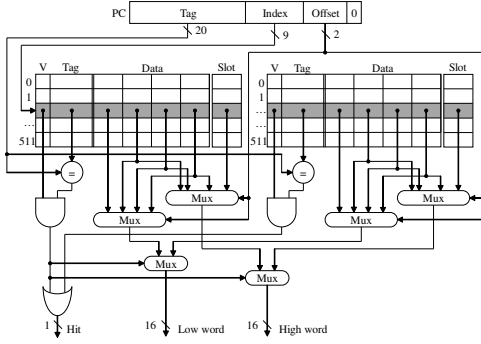 PC Tag Index Offset 0
20 9 2
V Tag Data Slot V Tag Data Slot
0 0
1 1
... ...
... ...
511 511
= =
Mux Mux
Mux Mux
Mux
Mux
1 Hit 16 Low word 16 High word